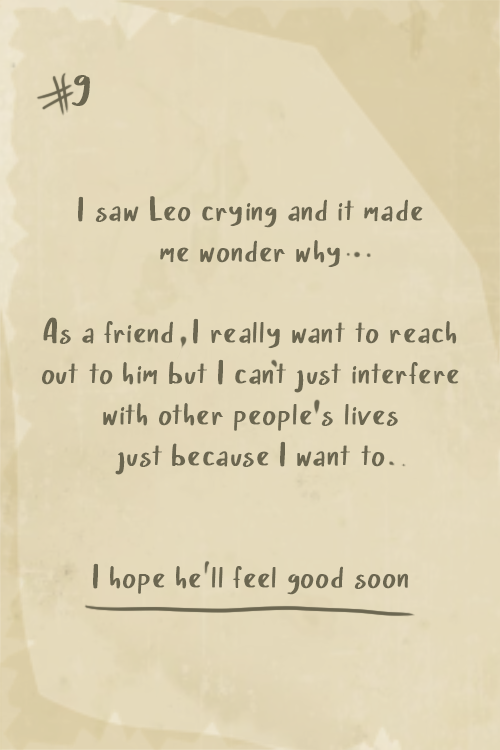 #9
I saw Leo crying and it made
me wonder why...
As a friend, I really want to reach
out to him but I can't just interfere
with other people's lives
just because I want to..
I hope he'll feel good soon